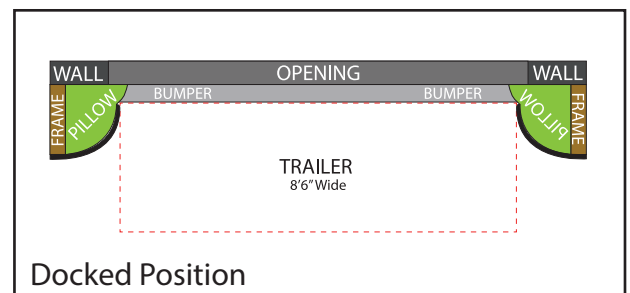 WALL OPENING WALL
FRAME PILLOW BUMPER BUMPER PILLOW FRAME
TRAILER
8'6" Wide
Docked Position